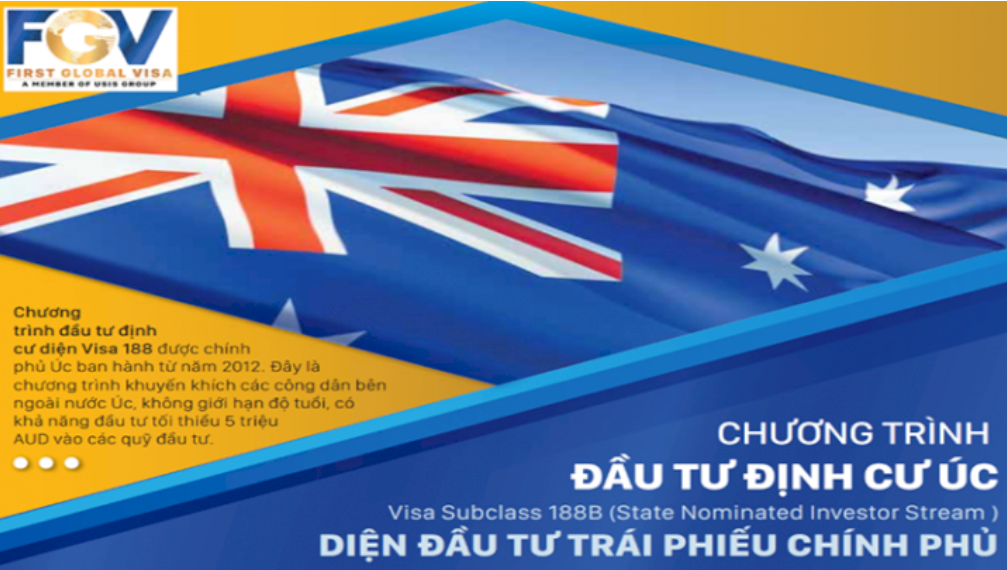 FGV
FIRST GLOBAL VISA
A MEMBER OF USIS GROUP
Chương
trình đầu tư định
cư diện Visa 188 được chính
phủ Úc ban hành từ năm 2012. Đây là
chương trình khuyến khích các công dân bên
ngoài nước Úc, không giới hạn độ tuổi, có
khả năng đầu tư tối thiểu 5 triệu
AUD vào các quỹ đầu tư.
CHƯƠNG TRÌNH
ĐẦU TƯ ĐỊNH CƯ ÚC
Visa Subclass 188B (State Nominated Investor Stream )
DIỆN ĐẦU TƯ TRÁI PHIẾU CHÍNH PHỦ